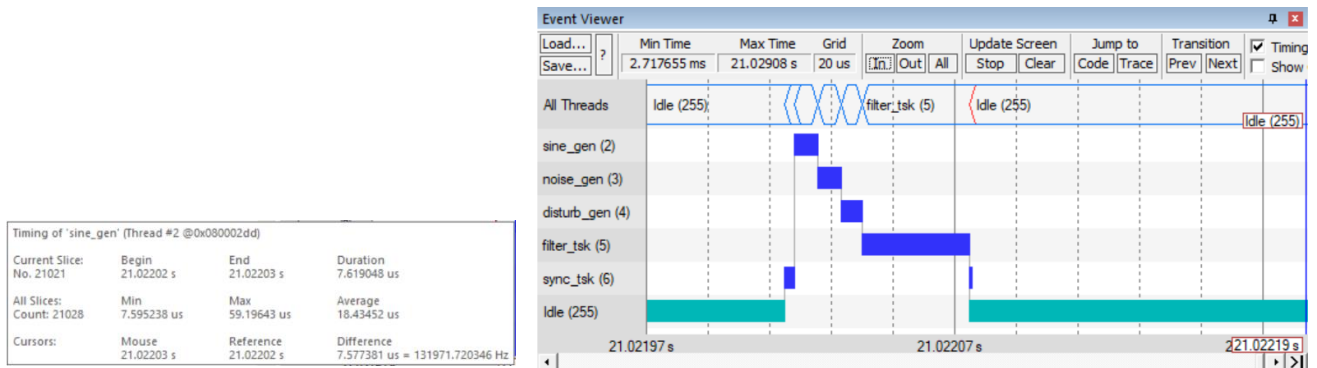 Timing of 'sine_gen' (Thread #2 @0x080002dd)
Current Slice: Begin End Duration
No. 21021 21.02202 s 21.02203 s 7.619048 us
All Slices: Min Max Average
Count: 21028 7.595238 us 59.19643 us 18.43452 us
Cursors: Mouse Reference Difference
21.02203 s 21.02202 s 7.577381 us = 131971.720346 Hz
Event Viewer
Load... ? Min Time Max Time Grid Zoom Update Screen Jump to Transition Timing
Save... 2.717655 ms 21.02908 s 20 us In Out All Stop Clear Code Trace Prev Next Show
All Threads Idle (255) filter_tsk (5) Idle (255)
Idle (255)
sine_gen (2)
noise_gen (3)
disturb_gen (4)
filter_tsk (5)
sync_tsk (6)
Idle (255)
21.02197 s 21.02207 s 21.02219 s